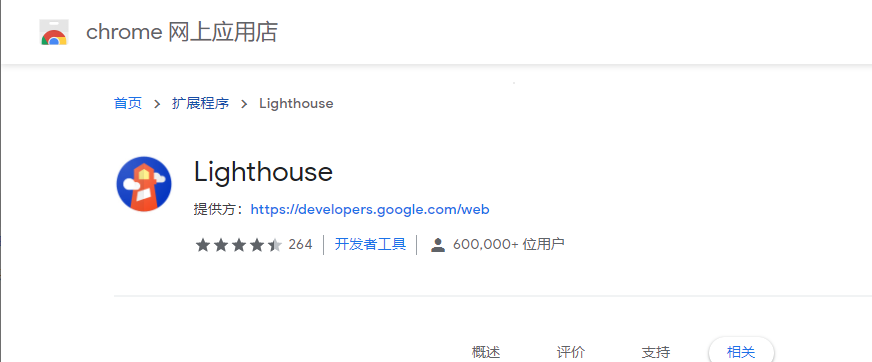 chrome 网上应用店
首页 > 扩展程序 > Lighthouse
Lighthouse
提供方：https://developers.google.com/web
264 开发者工具 600,000+ 位用户
概述 评价 支持 相关